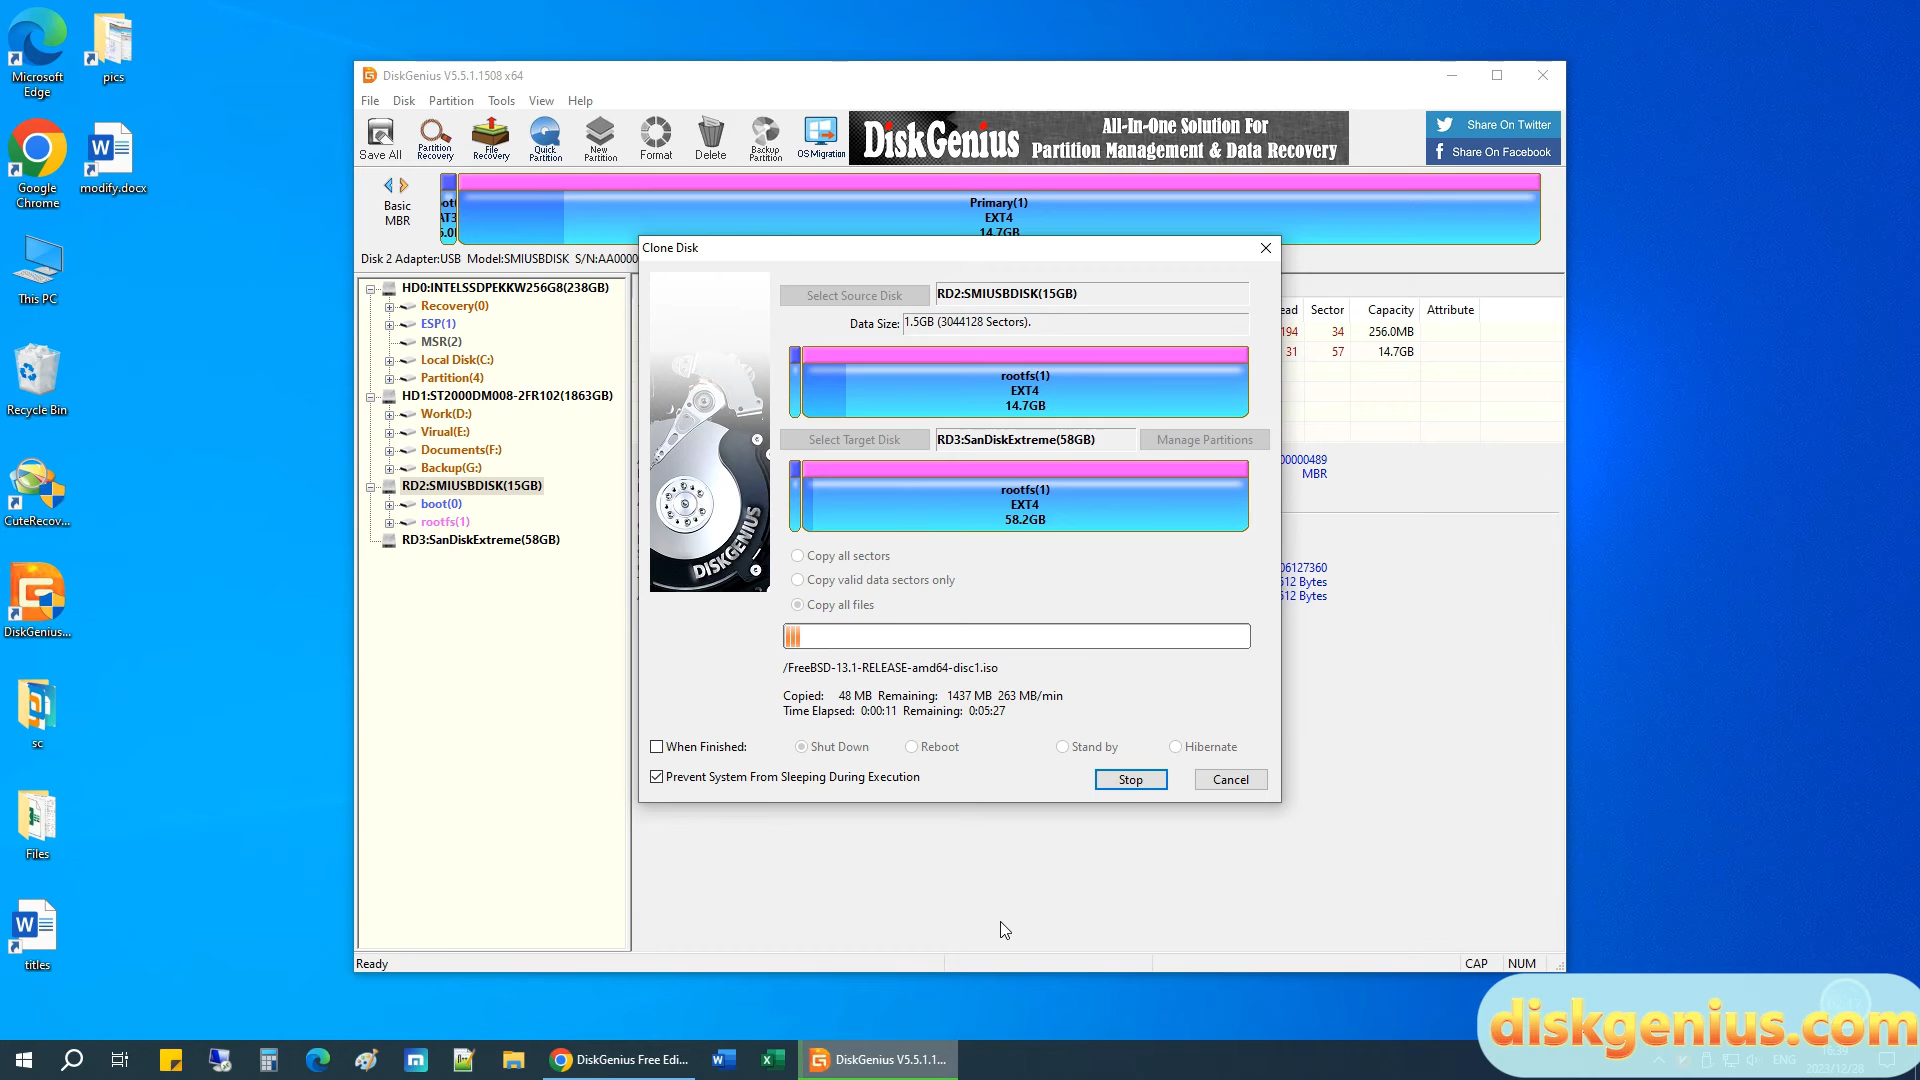 Microsoft
Edge
pics
Google
Chrome
modify.docx
This PC
Recycle Bin
CuteRecov...
DiskGenius...
sc
Files
titles
DiskGenius V5.5.1.1508 x64
File Disk Partition Tools View Help
Save All
Partition
Recovery
File
Recovery
Quick
Partition
New
Partition
Format
Delete
Backup
Partition
OS Migration
DiskGenius
All-In-One Solution For
Partition Management & Data Recovery
Share On Twitter
Share On Facebook
Basic
MBR
Primary(1)
EXT4
14.7GB
Disk 2 Adapter:USB Model:SMIUSBDISK S/N:AA0000
HD0:INTELSSDPEKKW256G8(238GB)
Recovery(0)
ESP(1)
MSR(2)
Local Disk(C:)
Partition(4)
HD1:ST2000DM008-2FR102(1863GB)
Work(D:)
Virual(E:)
Documents(F:)
Backup(G:)
RD2:SMIUSBDISK(15GB)
boot(0)
rootfs(1)
RD3:SanDiskExtreme(58GB)
Clone Disk
Select Source Disk RD2:SMIUSBDISK(15GB)
Data Size: 1.5GB (3044128 Sectors).
rootfs(1)
EXT4
14.7GB
Select Target Disk RD3:SanDiskExtreme(58GB) Manage Partitions
rootfs(1)
EXT4
58.2GB
Copy all sectors
Copy valid data sectors only
Copy all files
/FreeBSD-13.1-RELEASE-amd64-disc1.iso
Copied: 48 MB Remaining: 1437 MB 263 MB/min
Time Elapsed: 0:00:11 Remaining: 0:05:27
When Finished: Shut Down Reboot Stand by Hibernate
Prevent System From Sleeping During Execution
Stop Cancel
DISKGENIUS
ead Sector Capacity Attribute
194 34 256.0MB
31 57 14.7GB
00000489
MBR
06127360
512 Bytes
512 Bytes
Ready
CAP NUM
diskgenius.com
DiskGenius Free Edi...
DiskGenius V5.5.1.1...
ENG
16:39
2023/12/28